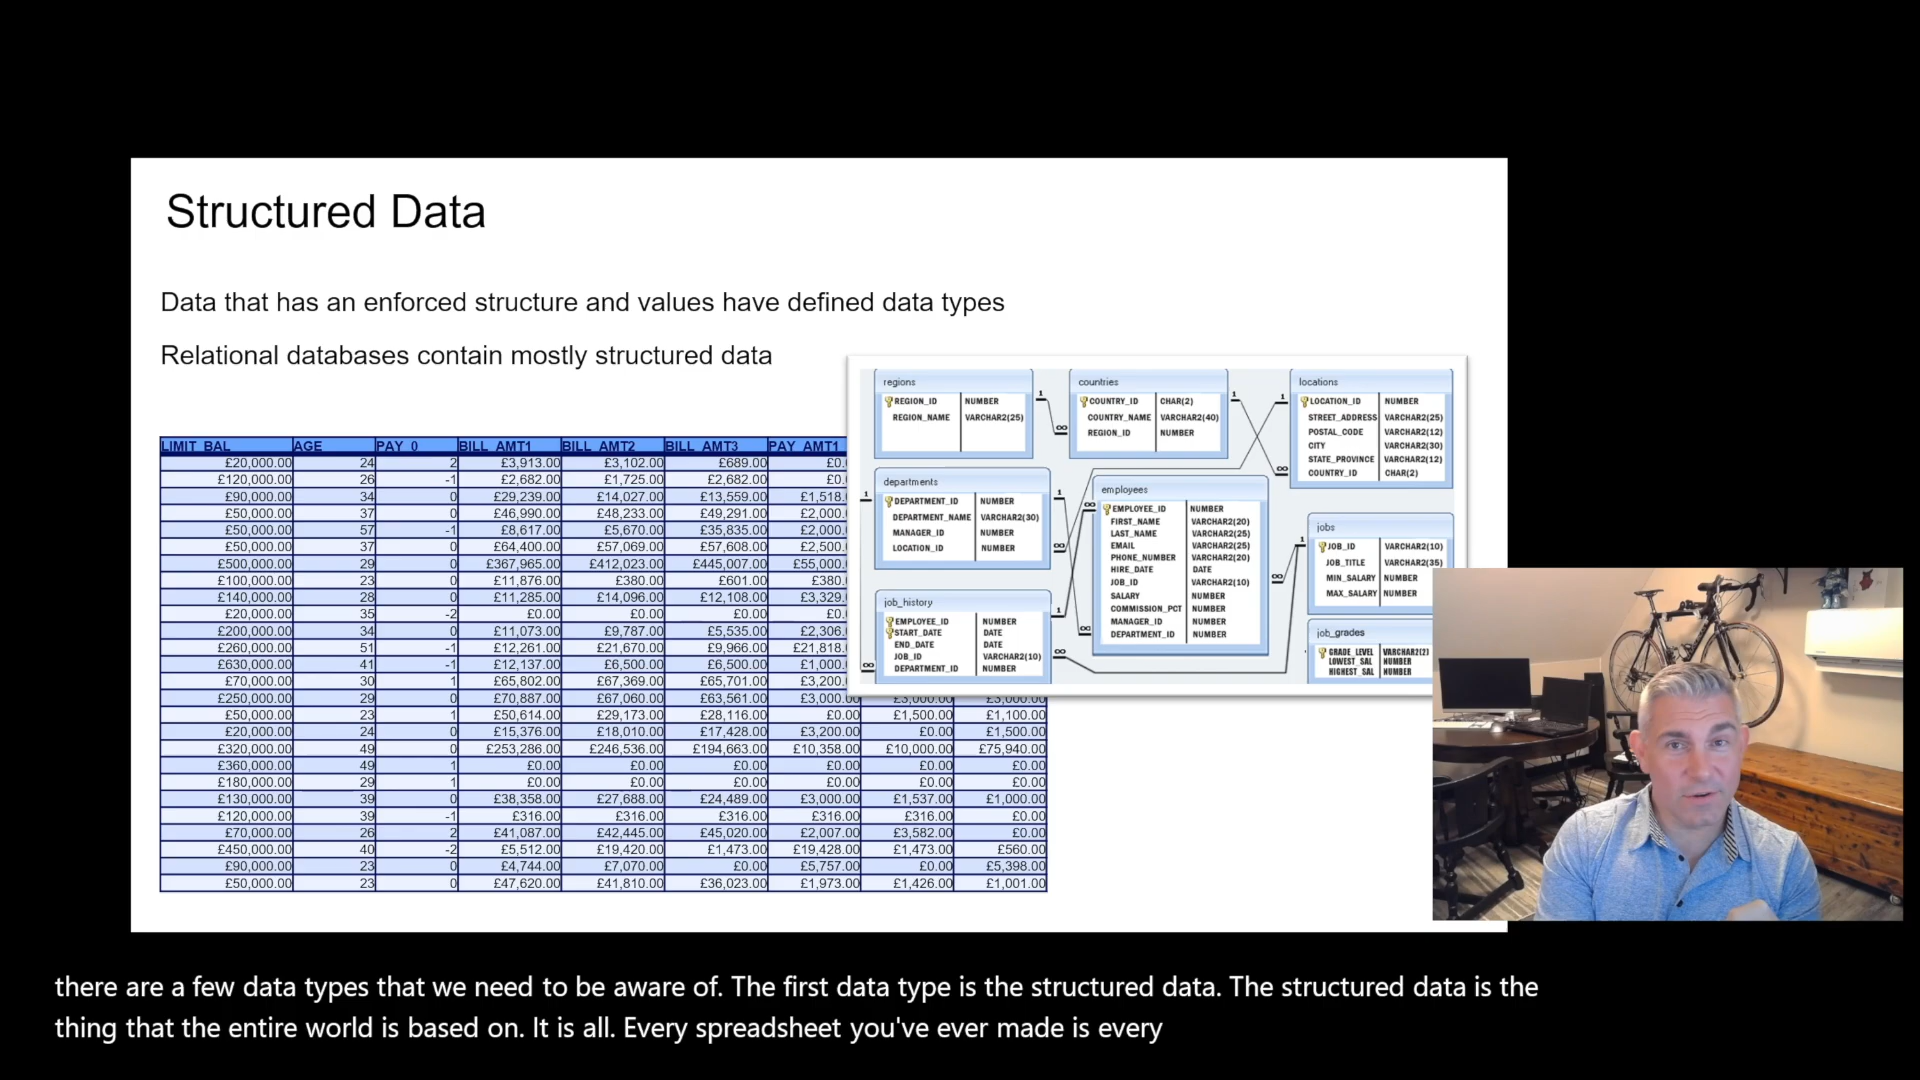 Structured Data
Data that has an enforced structure and values have defined data types
Relational databases contain mostly structured data
LIMIT_BAL AGE PAY_0 BILL_AMT1 BILL_AMT2 BILL_AMT3 PAY_AMT1
£20,000.00 24 2 £3,913.00 £3,102.00 £689.00 £0.
£120,000.00 26 -1 £2,682.00 £1,725.00 £2,682.00 £0.
£90,000.00 34 0 £29,239.00 £14,027.00 £13,559.00 £1,518.
£50,000.00 37 0 £46,990.00 £48,233.00 £49,291.00 £2,000.
£50,000.00 57 -1 £8,617.00 £5,670.00 £35,835.00 £2,000.
£50,000.00 37 0 £64,400.00 £57,069.00 £57,608.00 £2,500.
£500,000.00 29 0 £367,965.00 £412,023.00 £445,007.00 £55,000.
£100,000.00 23 0 £11,876.00 £380.00 £601.00 £380.
£140,000.00 28 0 £11,285.00 £14,096.00 £12,108.00 £3,329.
£20,000.00 35 -2 £0.00 £0.00 £0.00 £0.
£200,000.00 34 0 £11,073.00 £9,787.00 £5,535.00 £2,306.
£260,000.00 51 -1 £12,261.00 £21,670.00 £9,966.00 £21,818.
£630,000.00 41 -1 £12,137.00 £6,500.00 £6,500.00 £1,000.
£70,000.00 30 1 £65,802.00 £67,369.00 £65,701.00 £3,200.
£250,000.00 29 0 £70,887.00 £67,060.00 £63,561.00 £3,000.00 £3,000.00 £3,000.00
£50,000.00 23 1 £50,614.00 £29,173.00 £28,116.00 £0.00 £1,500.00 £1,100.00
£20,000.00 24 0 £15,376.00 £18,010.00 £17,428.00 £3,200.00 £0.00 £1,500.00
£320,000.00 49 0 £253,286.00 £246,536.00 £194,663.00 £10,358.00 £10,000.00 £75,940.00
£360,000.00 49 1 £0.00 £0.00 £0.00 £0.00 £0.00 £0.00
£180,000.00 29 1 £0.00 £0.00 £0.00 £0.00 £0.00 £0.00
£130,000.00 39 0 £38,358.00 £27,688.00 £24,489.00 £3,000.00 £1,537.00 £1,000.00
£120,000.00 39 -1 £316.00 £316.00 £316.00 £316.00 £316.00 £0.00
£70,000.00 26 2 £41,087.00 £42,445.00 £45,020.00 £2,007.00 £3,582.00 £0.00
£450,000.00 40 -2 £5,512.00 £19,420.00 £1,473.00 £19,428.00 £1,473.00 £560.00
£90,000.00 23 0 £4,744.00 £7,070.00 £0.00 £5,757.00 £0.00 £5,398.00
£50,000.00 23 0 £47,620.00 £41,810.00 £36,023.00 £1,973.00 £1,426.00 £1,001.00
regions
REGION_ID NUMBER
REGION_NAME VARCHAR2(25)
1
∞
countries
COUNTRY_ID CHAR(2)
COUNTRY_NAME VARCHAR2(40)
REGION_ID NUMBER
1
1
∞
locations
LOCATION_ID NUMBER
STREET_ADDRESS VARCHAR2(25)
POSTAL_CODE VARCHAR2(12)
CITY VARCHAR2(30)
STATE_PROVINCE VARCHAR2(12)
COUNTRY_ID CHAR(2)
1
departments
DEPARTMENT_ID NUMBER
DEPARTMENT_NAME VARCHAR2(30)
MANAGER_ID NUMBER
LOCATION_ID NUMBER
1
∞
∞
employees
EMPLOYEE_ID NUMBER
FIRST_NAME VARCHAR2(20)
LAST_NAME VARCHAR2(25)
EMAIL VARCHAR2(25)
PHONE_NUMBER VARCHAR2(20)
HIRE_DATE DATE
JOB_ID VARCHAR2(10)
SALARY NUMBER
COMMISSION_PCT NUMBER
MANAGER_ID NUMBER
DEPARTMENT_ID NUMBER
∞
1
jobs
JOB_ID VARCHAR2(10)
JOB_TITLE VARCHAR2(35)
MIN_SALARY NUMBER
MAX_SALARY NUMBER
job_history
EMPLOYEE_ID NUMBER
START_DATE DATE
END_DATE DATE
JOB_ID VARCHAR2(10)
DEPARTMENT_ID NUMBER
∞
1
∞
∞
job_grades
GRADE_LEVEL VARCHAR2(2)
LOWEST_SAL NUMBER
HIGHEST_SAL NUMBER
there are a few data types that we need to be aware of. The first data type is the structured data. The structured data is the
thing that the entire world is based on. It is all. Every spreadsheet you've ever made is every